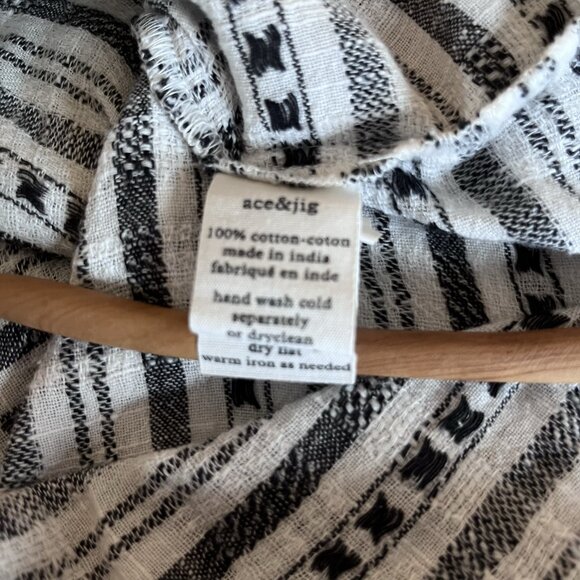 ace&jig
100% cotton-coton
made in india
fabriqué en inde
hand wash cold
separately
or dryclean
dry flat
warm iron as needed